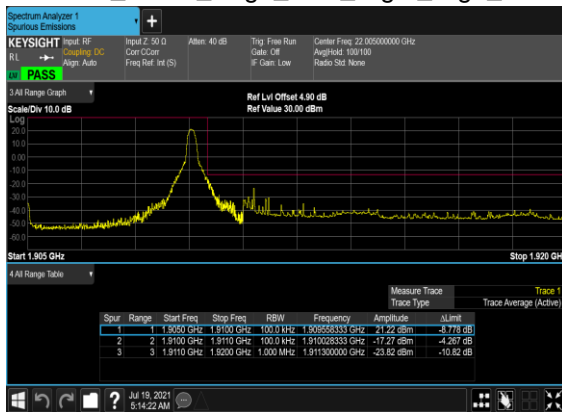 Spectrum Analyzer 1
Spurious Emissions
+
KEYSIGHT Input: RF Input Z: 50 Ω Atten: 40 dB Trig: Free Run Center Freq: 22.005000000 GHz
RL Coupling: DC Corr CCorr Gate: Off Avg|Hold: 100/100
Align: Auto Freq Ref: Int (S) IF Gain: Low Radio Std: None
PASS
3 All Range Graph
Ref Lvl Offset 4.90 dB
Scale/Div 10.0 dB Ref Value 30.00 dBm
Log
20.0
10.0
0.00
-10.0
-20.0
-30.0
-40.0
-50.0
-60.0
Start 1.905 GHz Stop 1.920 GH
4 All Range Table
Measure Trace Trace 1
Trace Type Trace Average (Active)
Spur Range Start Freq Stop Freq RBW Frequency Amplitude ΔLimit
1 1 1.9050 GHz 1.9100 GHz 100.0 kHz 1.909558333 GHz 21.22 dBm -8.778 dB
2 2 1.9100 GHz 1.9110 GHz 100.0 kHz 1.910028333 GHz -17.27 dBm -4.267 dB
3 3 1.9110 GHz 1.9200 GHz 1.000 MHz 1.911300000 GHz -23.82 dBm -10.82 dB
? Jul 19, 2021
5:14:22 AM